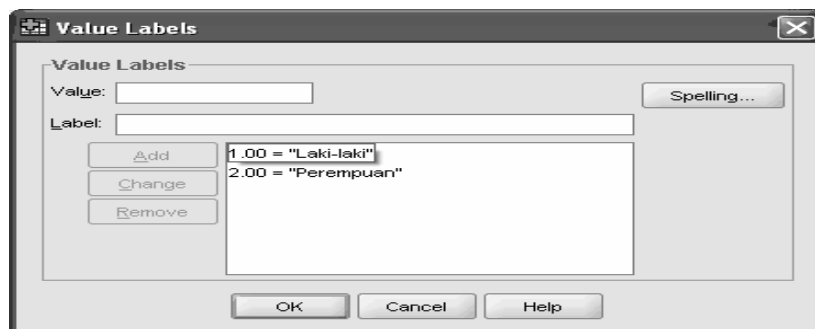 Value Labels
Value Labels
Value:
Spelling...
Label:
Add
1.00 = "Laki-laki"
Change
2.00 = "Perempuan"
Remove
OK Cancel Help